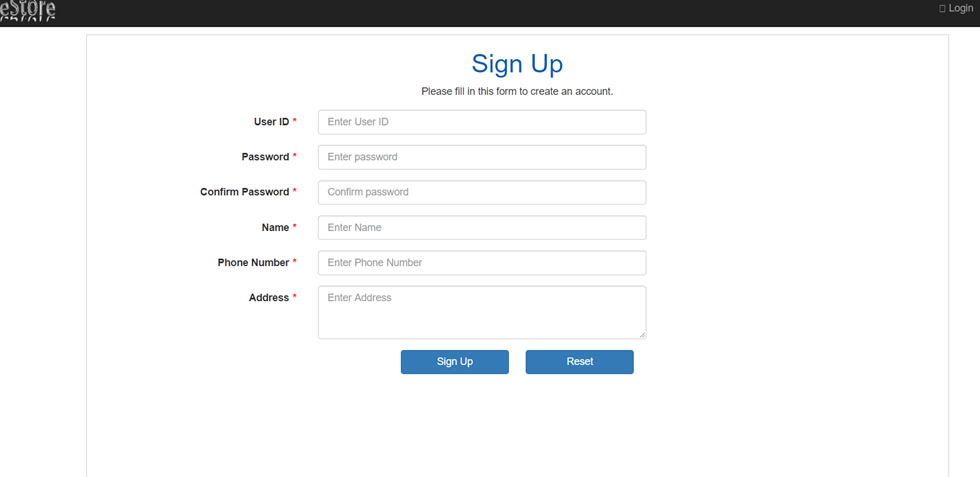 eStore
Login
Sign Up
Please fill in this form to create an account.
User ID *
Enter User ID
Password *
Enter password
Confirm Password *
Confirm password
Name *
Enter Name
Phone Number *
Enter Phone Number
Address *
Enter Address
Sign Up
Reset